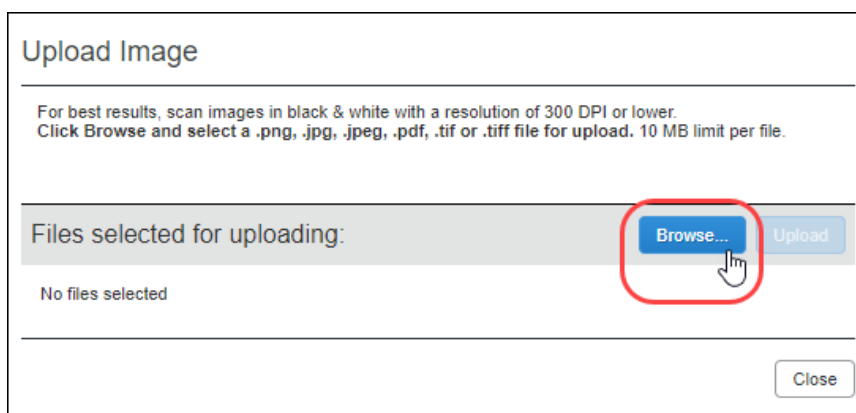 Upload Image
For best results, scan images in black & white with a resolution of 300 DPI or lower.
Click Browse and select a .png, .jpg, .jpeg, .pdf, .tif or .tiff file for upload. 10 MB limit per file.
Files selected for uploading:
Browse... Upload
No files selected
Close